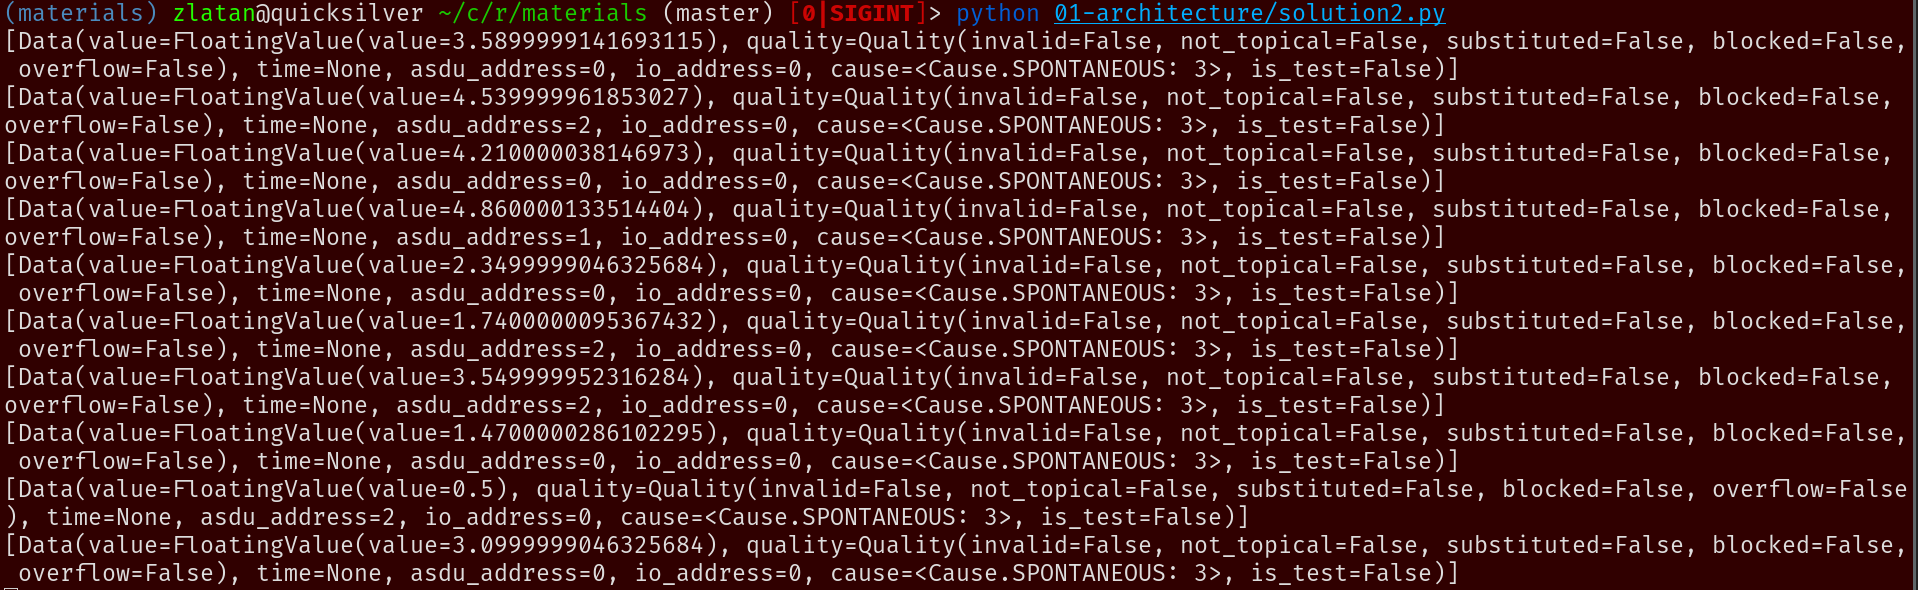 (materials) zlatan@quicksilver ~/c/r/materials (master) [0|SIGINT]> python 01-architecture/solution2.py
[Data(value=FloatingValue(value=3.5899999141693115), quality=Quality(invalid=False, not_topical=False, substituted=False, blocked=False,
 overflow=False), time=None, asdu_address=0, io_address=0, cause=<Cause.SPONTANEOUS: 3>, is_test=False)]
[Data(value=FloatingValue(value=4.539999961853027), quality=Quality(invalid=False, not_topical=False, substituted=False, blocked=False,
overflow=False), time=None, asdu_address=2, io_address=0, cause=<Cause.SPONTANEOUS: 3>, is_test=False)]
[Data(value=FloatingValue(value=4.210000038146973), quality=Quality(invalid=False, not_topical=False, substituted=False, blocked=False,
overflow=False), time=None, asdu_address=0, io_address=0, cause=<Cause.SPONTANEOUS: 3>, is_test=False)]
[Data(value=FloatingValue(value=4.860000133514404), quality=Quality(invalid=False, not_topical=False, substituted=False, blocked=False,
overflow=False), time=None, asdu_address=1, io_address=0, cause=<Cause.SPONTANEOUS: 3>, is_test=False)]
[Data(value=FloatingValue(value=2.3499999046325684), quality=Quality(invalid=False, not_topical=False, substituted=False, blocked=False,
 overflow=False), time=None, asdu_address=0, io_address=0, cause=<Cause.SPONTANEOUS: 3>, is_test=False)]
[Data(value=FloatingValue(value=1.7400000095367432), quality=Quality(invalid=False, not_topical=False, substituted=False, blocked=False,
 overflow=False), time=None, asdu_address=2, io_address=0, cause=<Cause.SPONTANEOUS: 3>, is_test=False)]
[Data(value=FloatingValue(value=3.549999952316284), quality=Quality(invalid=False, not_topical=False, substituted=False, blocked=False,
overflow=False), time=None, asdu_address=2, io_address=0, cause=<Cause.SPONTANEOUS: 3>, is_test=False)]
[Data(value=FloatingValue(value=1.4700000286102295), quality=Quality(invalid=False, not_topical=False, substituted=False, blocked=False,
 overflow=False), time=None, asdu_address=0, io_address=0, cause=<Cause.SPONTANEOUS: 3>, is_test=False)]
[Data(value=FloatingValue(value=0.5), quality=Quality(invalid=False, not_topical=False, substituted=False, blocked=False, overflow=False
), time=None, asdu_address=2, io_address=0, cause=<Cause.SPONTANEOUS: 3>, is_test=False)]
[Data(value=FloatingValue(value=3.0999999046325684), quality=Quality(invalid=False, not_topical=False, substituted=False, blocked=False,
 overflow=False), time=None, asdu_address=0, io_address=0, cause=<Cause.SPONTANEOUS: 3>, is_test=False)]